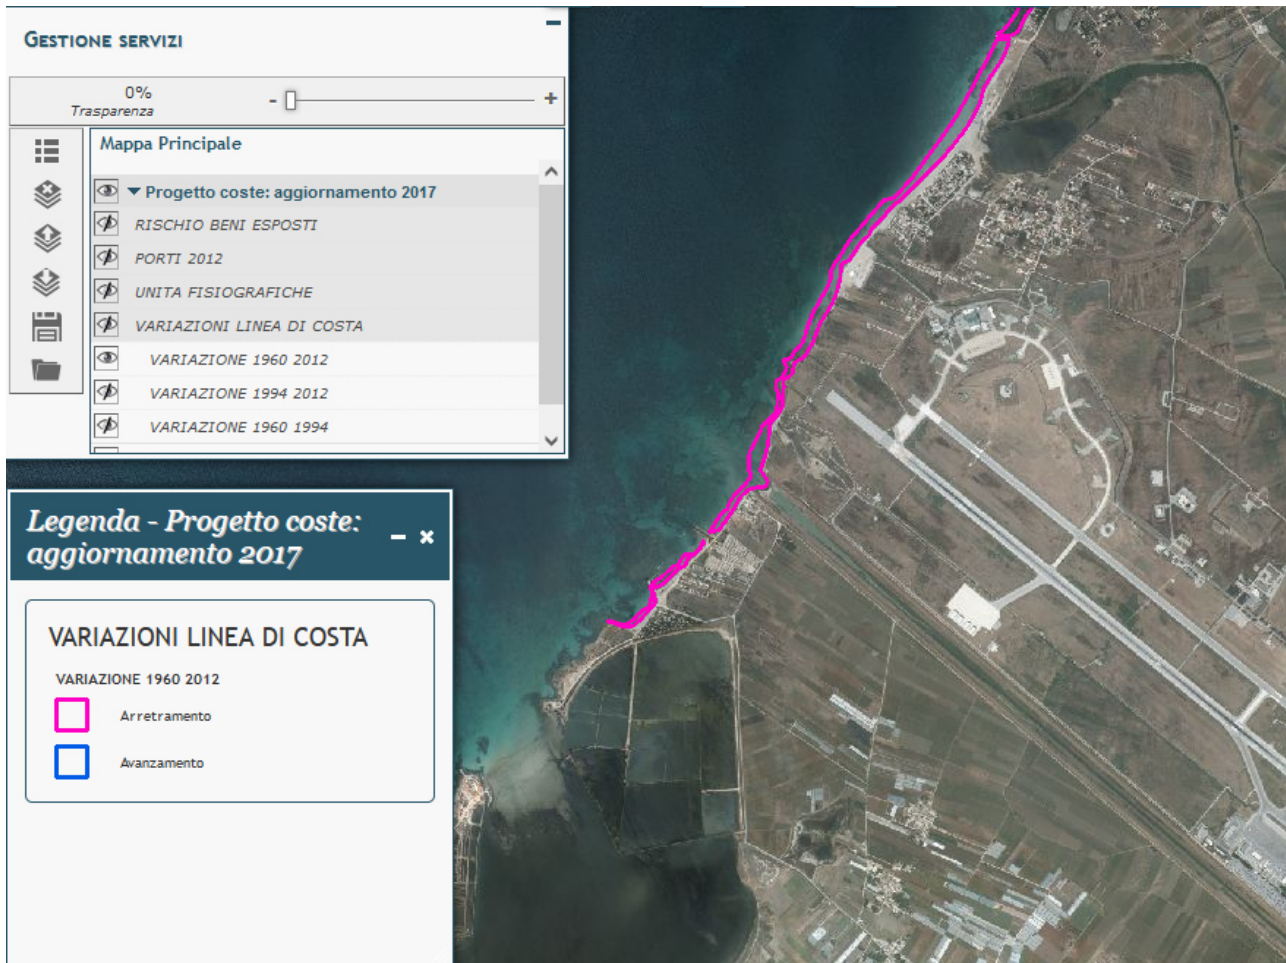 GESTIONE SERVIZI
0%
Trasparenza
- +
Mappa Principale
Progetto coste: aggiornamento 2017
RISCHIO BENI ESPOSTI
PORTI 2012
UNITA FISIOGRAFICHE
VARIAZIONI LINEA DI COSTA
VARIAZIONE 1960 2012
VARIAZIONE 1994 2012
VARIAZIONE 1960 1994
Legenda - Progetto coste:
aggiornamento 2017
VARIAZIONI LINEA DI COSTA
VARIAZIONE 1960 2012
Arretramento
Avanzamento